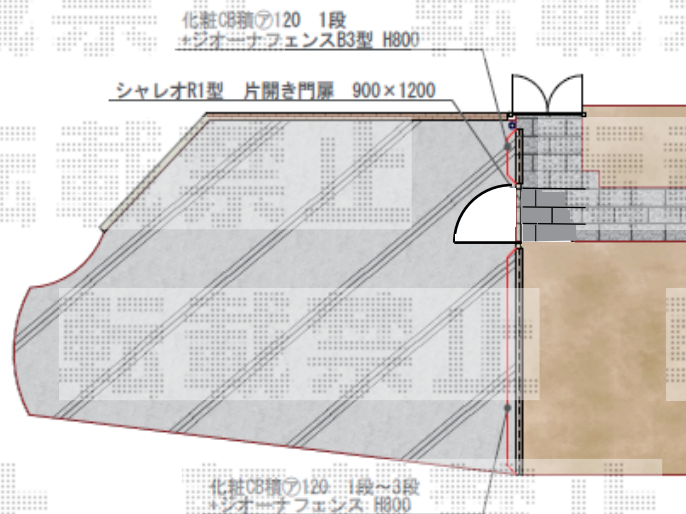 化粧CB積㋐120 1段
+ジオーナフェンスB3型 H800
シャレオR1型 片開き門扉 900×1200
化粧CB積㋐120 1段〜3段
+ジオーナフェンス H800